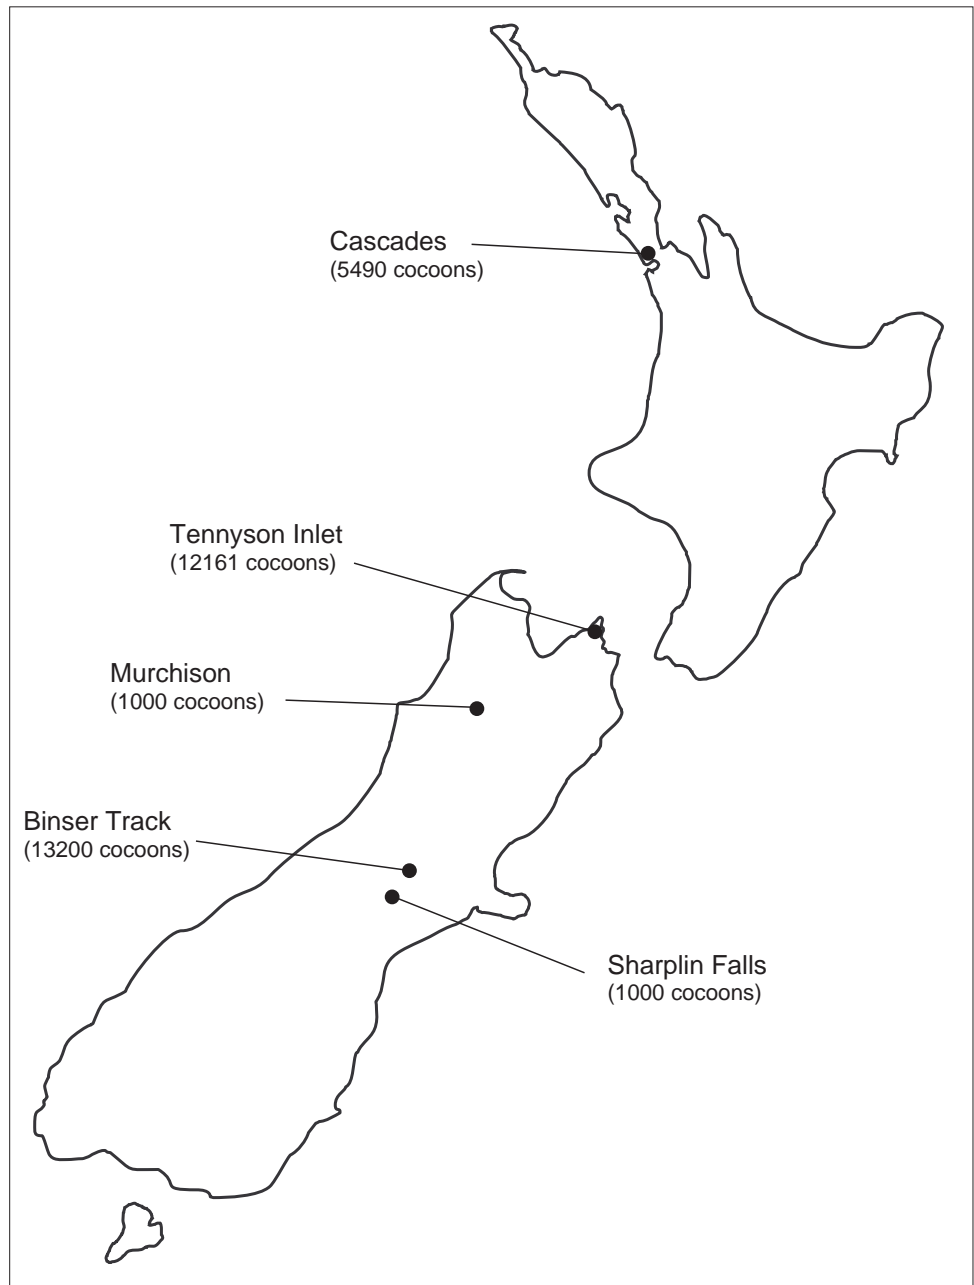 Cascades
(5490 cocoons)
Tennyson Inlet
(12161 cocoons)
Murchison
(1000 cocoons)
Binser Track
(13200 cocoons)
Sharplin Falls
(1000 cocoons)